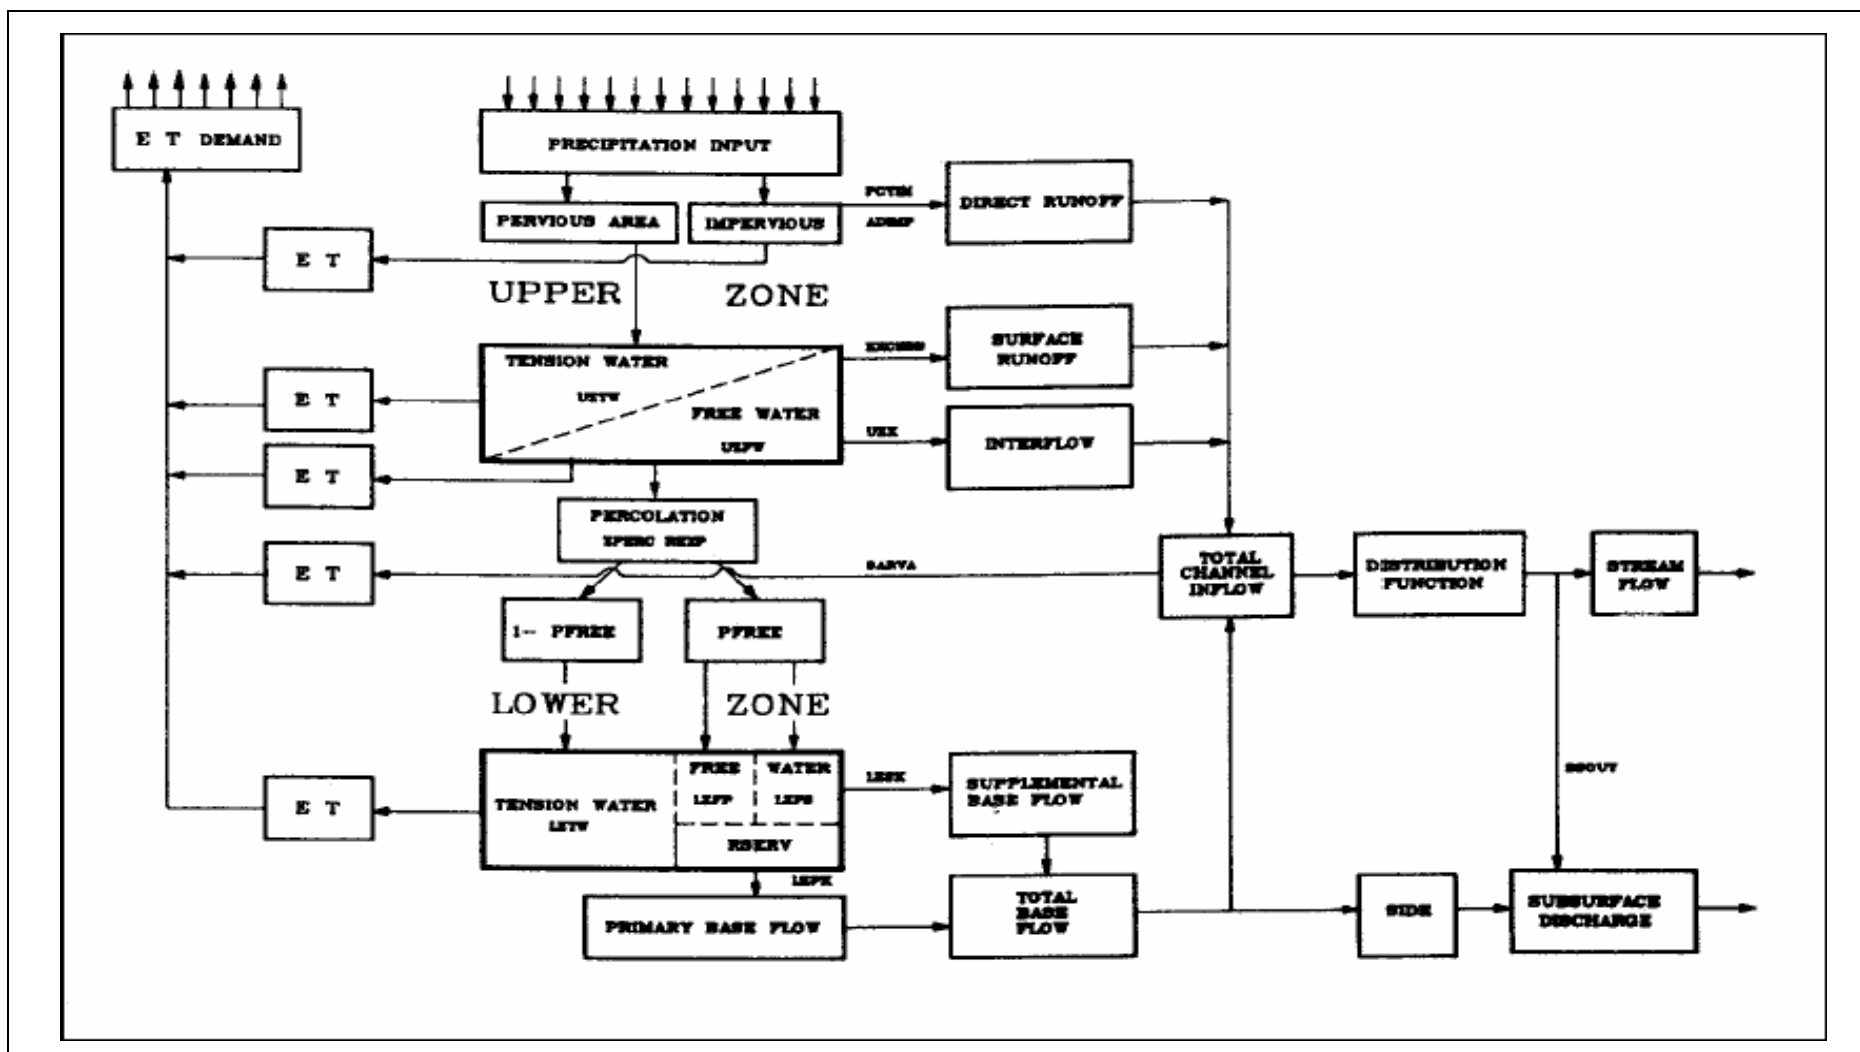 E T DEMAND
PRECIPITATION INPUT
PERVIOUS AREA
IMPERVIOUS
PCTIM
ADIMP
DIRECT RUNOFF
E T
UPPER ZONE
TENSION WATER
UZTW
FREE WATER
UZFW
EXCESS
SURFACE
RUNOFF
E T
UZK
INTERFLOW
E T
PERCOLATION
ZPERC REXP
E T
SARVA
TOTAL
CHANNEL
INFLOW
DISTRIBUTION
FUNCTION
STREAM
FLOW
1- PFREE
PFREE
LOWER ZONE
E T
TENSION WATER
LZTW
FREE WATER
LZFP LZFS
RSERV
LZSK
SUPPLEMENTAL
BASE FLOW
SSOUT
LZPK
PRIMARY BASE FLOW
TOTAL
BASE
FLOW
SIDE
SUBSURFACE
DISCHARGE